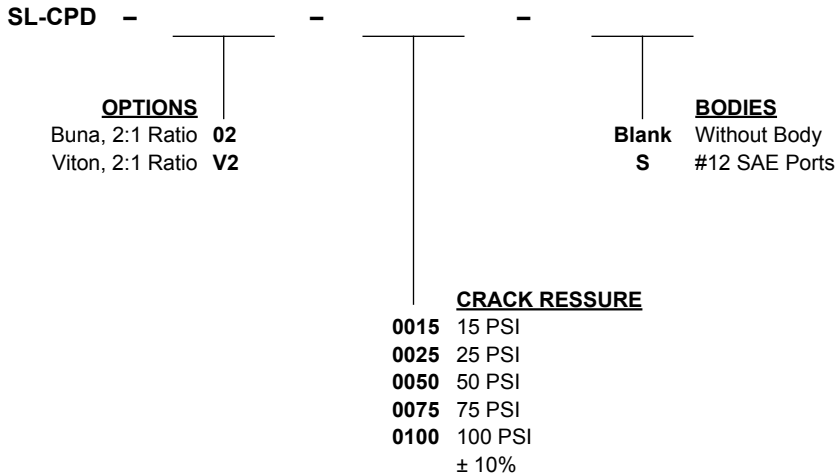 SL-CPD – – –
OPTIONS
Buna, 2:1 Ratio 02
Viton, 2:1 Ratio V2
BODIES
Blank Without Body
S #12 SAE Ports
CRACK RESSURE
0015 15 PSI
0025 25 PSI
0050 50 PSI
0075 75 PSI
0100 100 PSI
± 10%